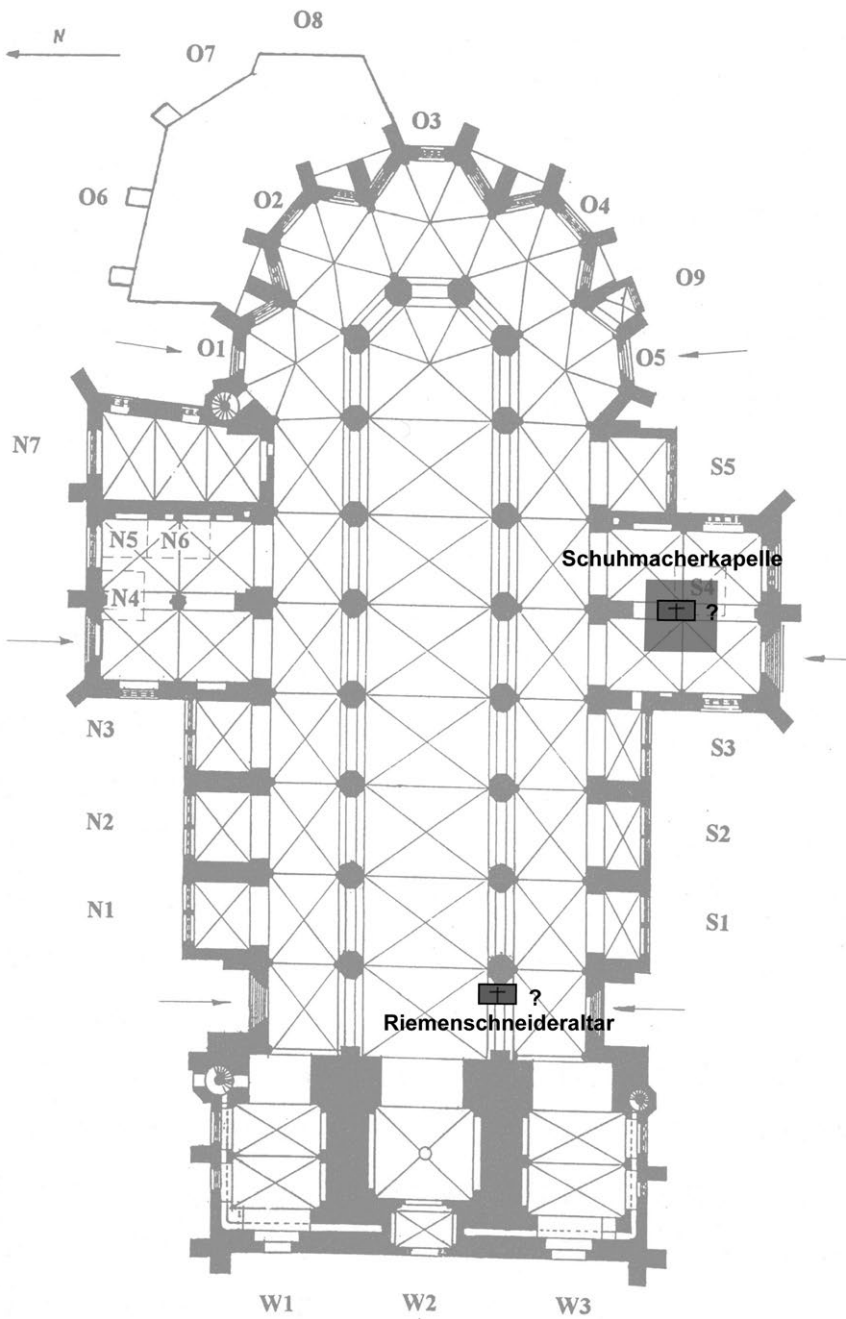 O8
N
O7
O3
O6
O2
O4
O9
O1
O5
N7
S5
N5
N6
Schuhmacherkapelle
S4
?
N4
N3
S3
N2
S2
N1
S1
?
Riemenschneideraltar
W1
W2
W3